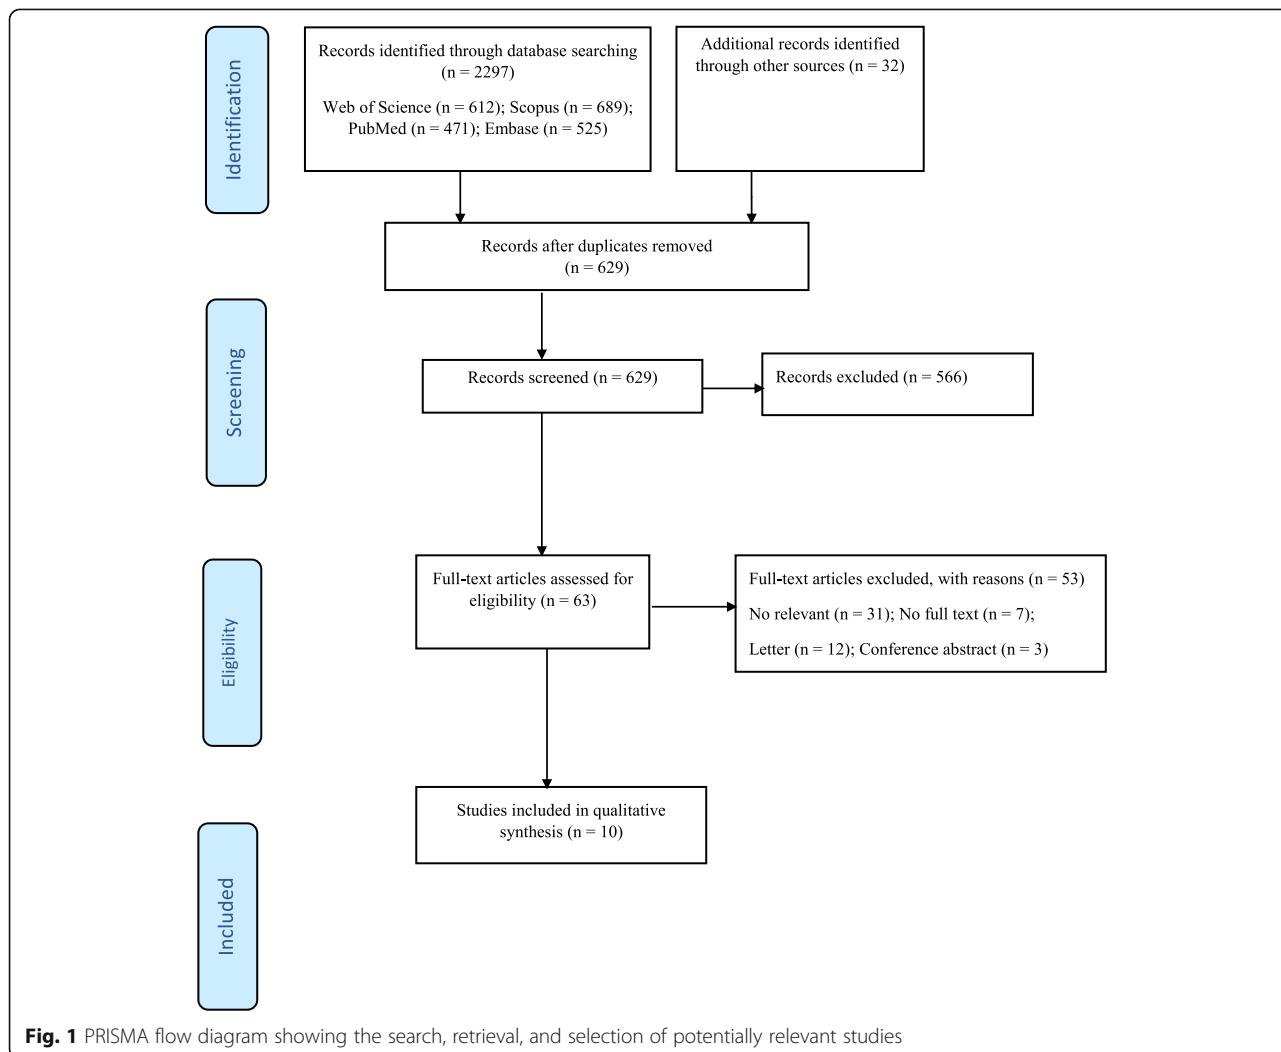 Identification
Records identified through database searching
(n = 2297)
Web of Science (n = 612); Scopus (n = 689);
PubMed (n = 471); Embase (n = 525)
Additional records identified
through other sources (n = 32)
Records after duplicates removed
(n = 629)
Screening
Records screened (n = 629)
Records excluded (n = 566)
Eligibility
Full-text articles assessed for
eligibility (n = 63)
Full-text articles excluded, with reasons (n = 53)
No relevant (n = 31); No full text (n = 7);
Letter (n = 12); Conference abstract (n = 3)
Studies included in qualitative
synthesis (n = 10)
Included
Fig. 1 PRISMA flow diagram showing the search, retrieval, and selection of potentially relevant studies